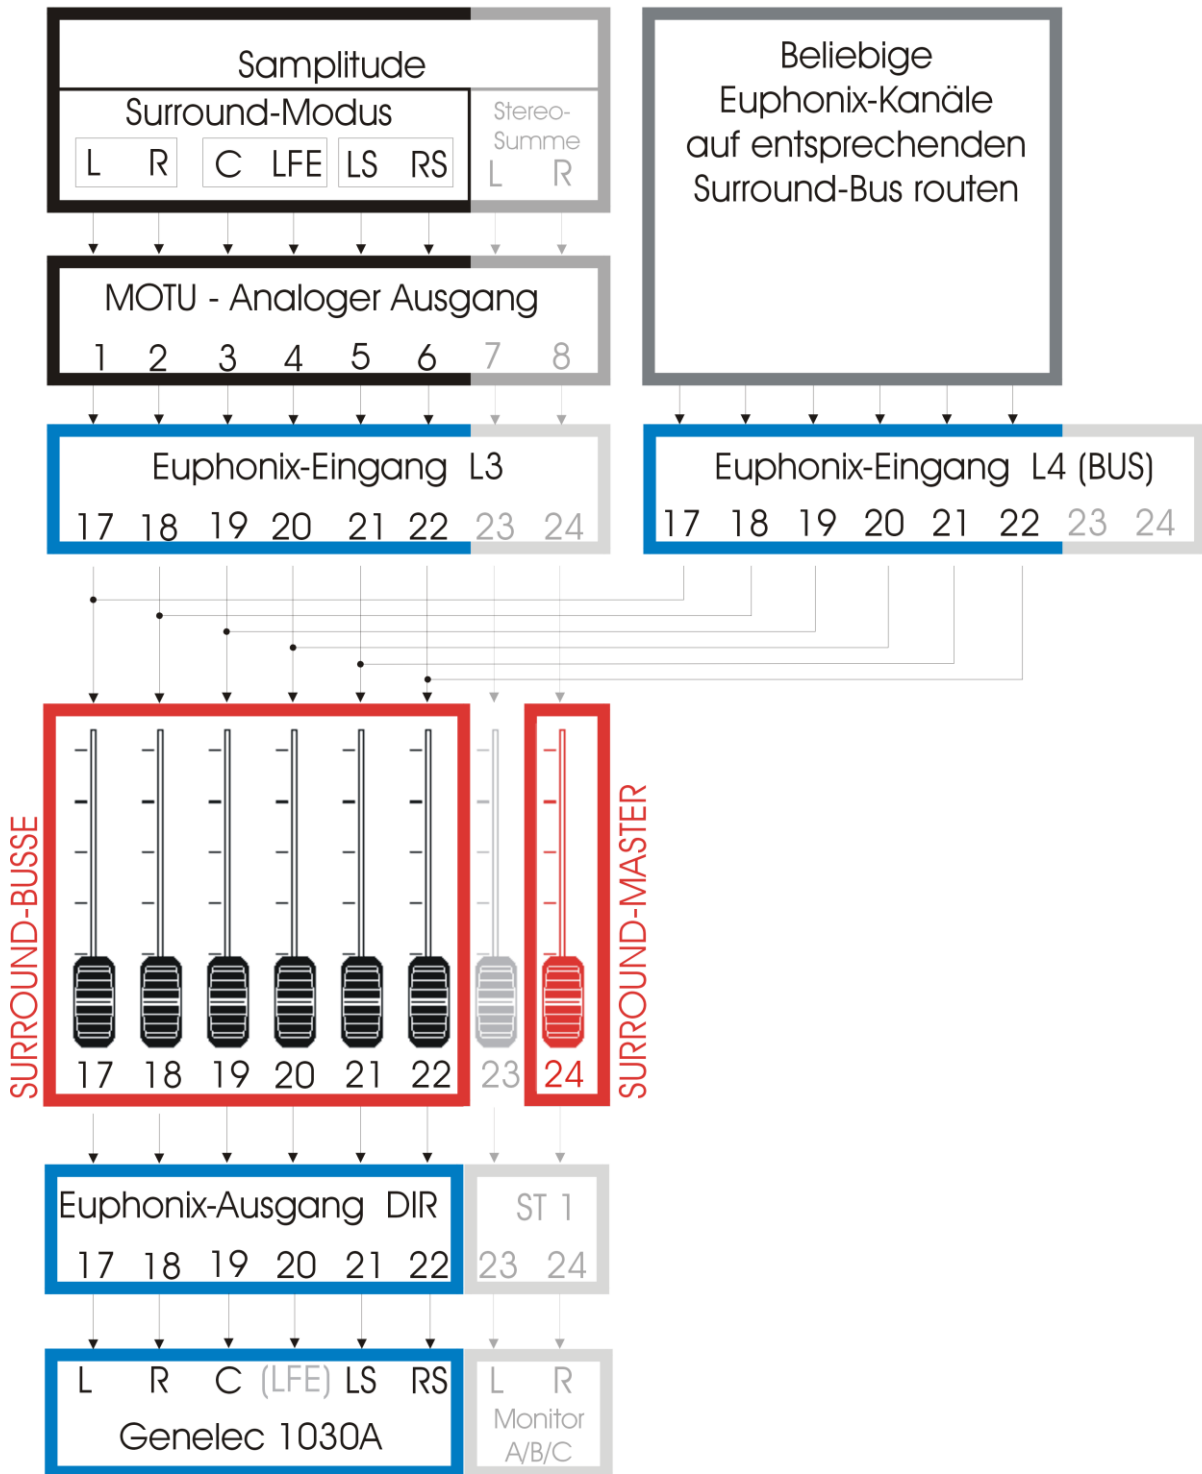 Samplitude
Surround-Modus
L R C LFE LS RS
Stereo-
Summe
L R
Beliebige
Euphonix-Kanäle
auf entsprechenden
Surround-Bus routen
MOTU - Analoger Ausgang
1 2 3 4 5 6 7 8
Euphonix-Eingang L3
17 18 19 20 21 22 23 24
Euphonix-Eingang L4 (BUS)
17 18 19 20 21 22 23 24
SURROUND-BUSSE
17 18 19 20 21 22 23 24
SURROUND-MASTER
Euphonix-Ausgang DIR
17 18 19 20 21 22
ST 1
23 24
L R C (LFE) LS RS
Genelec 1030A
L R
Monitor
A/B/C